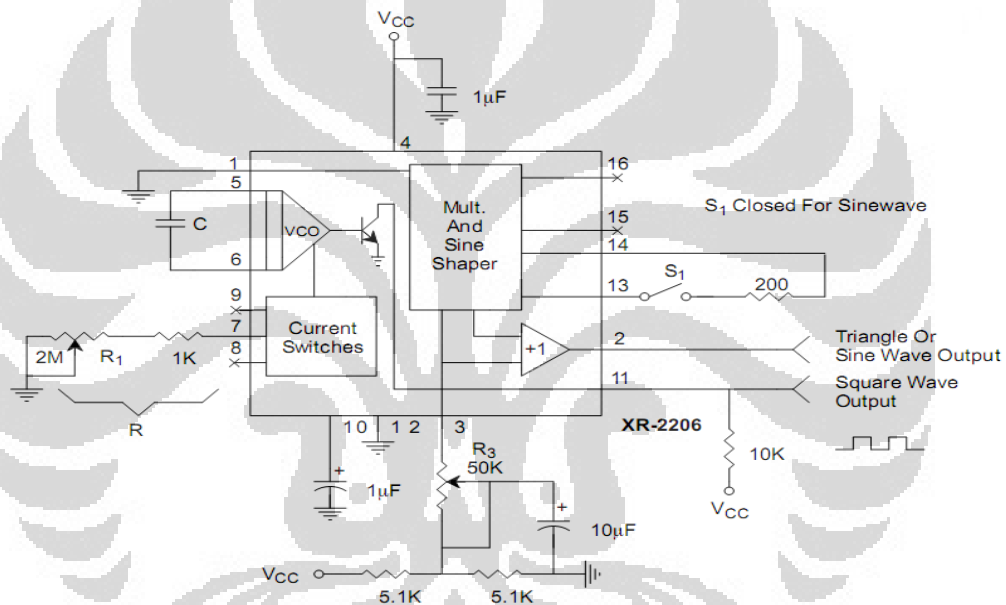 VCC
1µF
4
1
16
5
Mult.
And
Sine
Shaper
S1 Closed For Sinewave
C
VCO
15
14
6
13
S1
200
9
7
Current
Switches
2M
R1
1K
8
+1
2
Triangle Or
Sine Wave Output
11
Square Wave
Output
R
10
1 2
3
XR-2206
R3
50K
10K
+
1µF
VCC
+
10µF
VCC
5.1K
5.1K